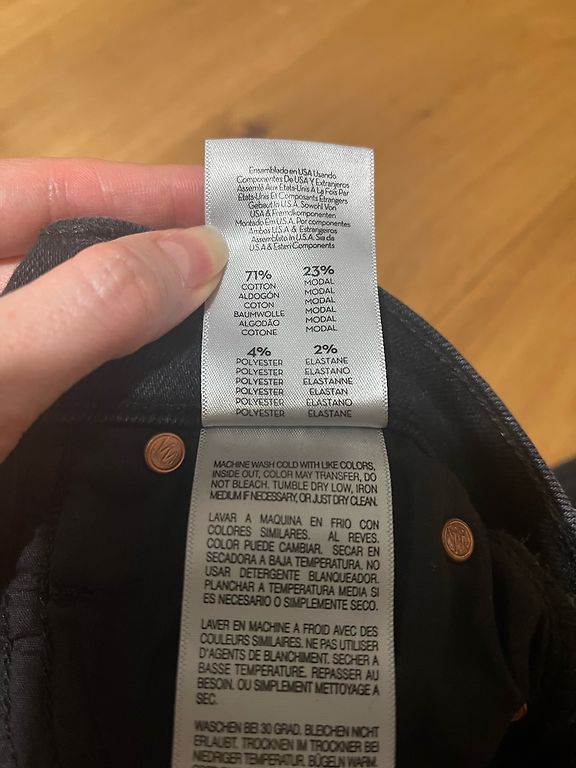 Ensamblado en USA Usando
Componentes De USA Y Extranjeros
Assemblé Aux Etats-Unis A La Fois Par
Etats-Unis Et Composants Etrangers
Gebaut In U.S.A. Sowohl Von
USA & Fremdkomponenten
Montado Em U.S.A. Por componentes
Ambos U.S.A & Estrangeiros
Assembleto In U.S.A. Sia da
USA & Esteri Components
71% 23%
COTTON MODAL
ALGODÓN MODAL
COTON MODAL
BAUMWOLLE MODAL
ALGODÃO MODAL
COTONE MODAL
4% 2%
POLYESTER ELASTANE
POLYESTER ELASTANO
POLYESTER ELASTANNE
POLYESTER ELASTAN
POLYESTER ELASTANO
POLYESTER ELASTANE
MACHINE WASH COLD WITH LIKE COLORS,
INSIDE OUT, COLOR MAY TRANSFER, DO
NOT BLEACH. TUMBLE DRY LOW, IRON
MEDIUM IF NECESSARY, OR JUST DRY CLEAN.
LAVAR A MAQUINA EN FRIO CON
COLORES SIMILARES. AL REVES.
COLOR PUEDE CAMBIAR. SECAR EN
SECADORA A BAJA TEMPERATURA. NO
USAR DETERGENTE BLANQUEADOR.
PLANCHAR A TEMPERATURA MEDIA SI
ES NECESARIO O SIMPLEMENTE SECO.
LAVER EN MACHINE À FROID AVEC DES
COULEURS SIMILAIRES. NE PAS UTILISER
D'AGENTS DE BLANCHIMENT. SECHER A
BASSE TEMPERATURE. REPASSER AU
BESOIN. OU SIMPLEMENT METTOYAGE A
SEC.
WASCHEN BEI 30 GRAD. BLEICHEN NICHT
ERLAUBT. TROCKNEN IM TROCKNER BEI
NIEDRIGER TEMPERATUR. BÜGELN WARM.